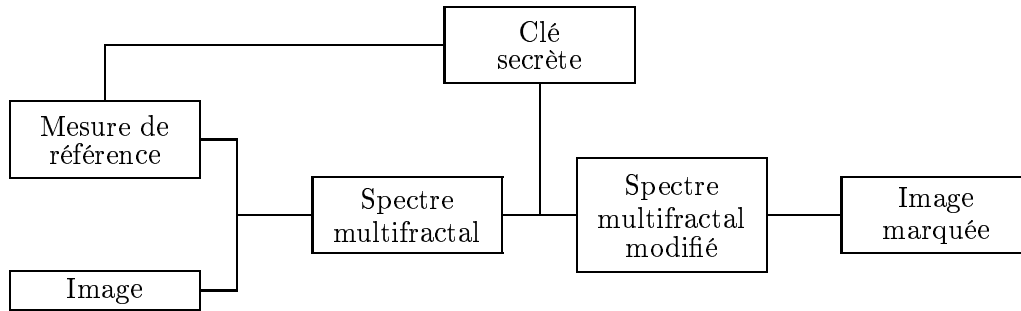 Clé
secrète
Mesure de
référence
Spectre
multifractal
Spectre
multifractal
modifié
Image
marquée
Image